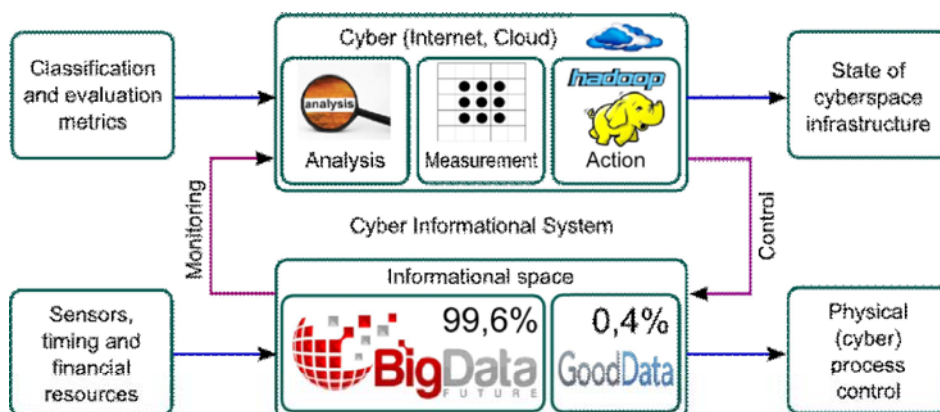 Classification
and evaluation
metrics
Cyber (Internet, Cloud)
analysis
Analysis
Measurement
hadoop
Action
State of
cyberspace
infrastructure
Monitoring
Cyber Informational System
Control
Sensors,
timing and
financial
resources
Informational space
99,6%
BigData
FUTURE
0,4%
GoodData
Physical
(cyber)
process
control